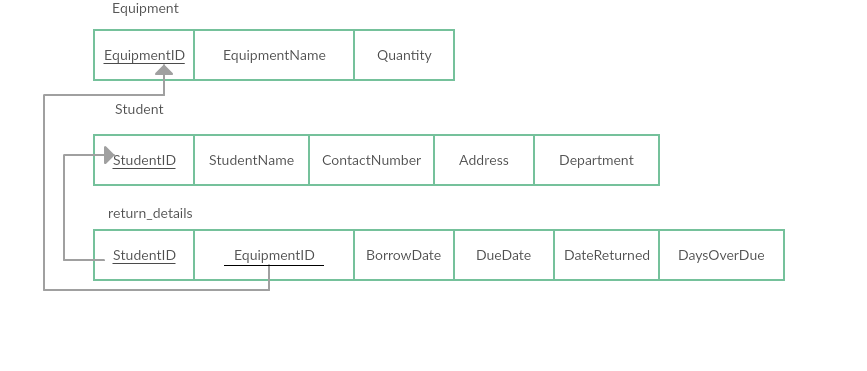 Equipment
EquipmentID EquipmentName Quantity
Student
StudentID StudentName ContactNumber Address Department
return_details
StudentID EquipmentID BorrowDate DueDate DateReturned DaysOverDue